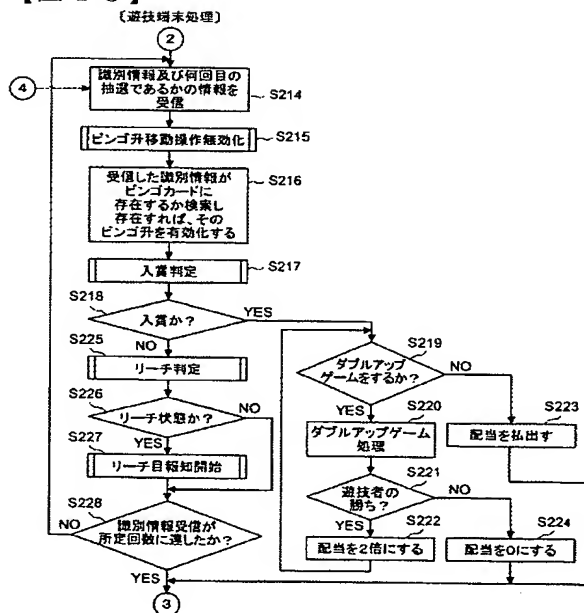 〔遊技端末処理〕
2
4
識別情報及び何回目の
抽選であるかの情報を
受信
S214
ビンゴ升移動操作無効化
S215
受信した識別情報が
ビンゴカードに
存在するか検索し
存在すれば、その
ビンゴ升を有効化する
S216
入賞判定
S217
S218
入賞か?
YES
NO
S225
リーチ判定
S226
リーチ状態か?
NO
YES
S227
リーチ目報知開始
S228
識別情報受信が
所定回数に達したか?
NO
YES
3
S219
ダブルアップ
ゲームをするか?
NO
YES
S220
ダブルアップゲーム
処理
S223
配当を払出す
S221
遊技者の
勝ち?
NO
YES
S222
配当を2倍にする
S224
配当を0にする